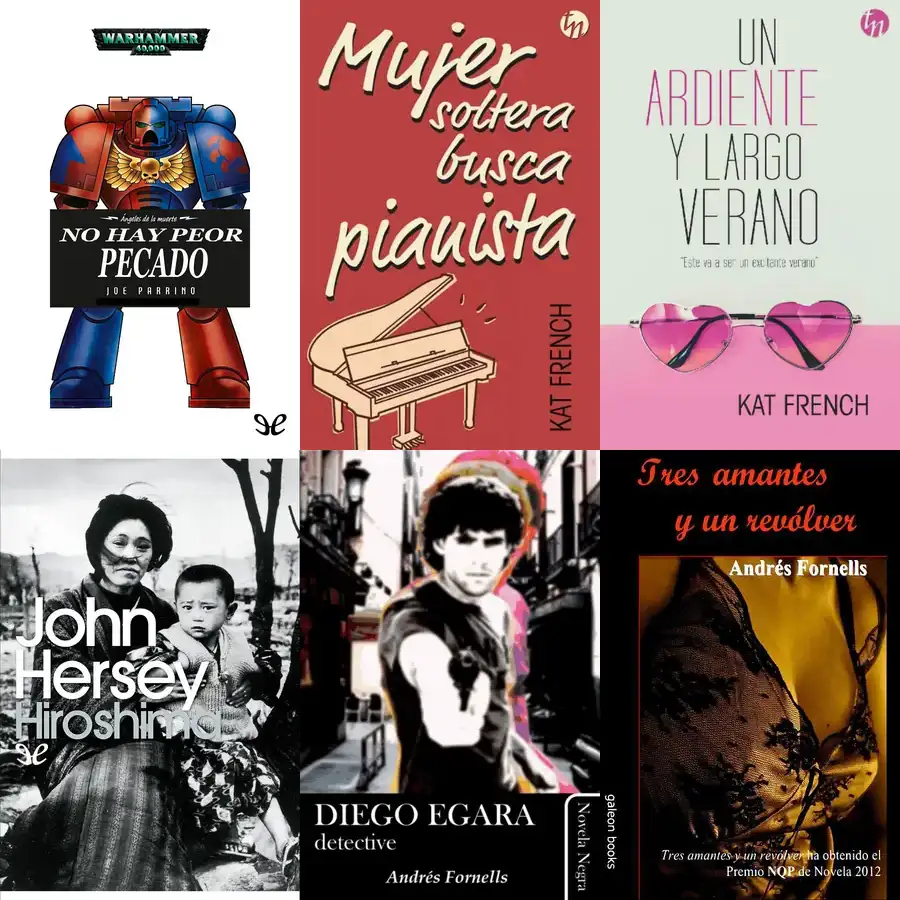 WARHAMMER
40,000
Ángeles de la muerte
NO HAY PEOR
PECADO
JOE PARRINO
Mujer
soltera
busca
pianista
KAT FRENCH
tn
UN
ARDIENTE
Y LARGO
VERANO
"Este va a ser un excitante verano"
KAT FRENCH
tn
John
Hersey
Hiroshima
DIEGO EGARA
detective
Andrés Fornells
Novela Negra
galeon books
Tres amantes
y un revólver
Andrés Fornells
Tres amantes y un revólver ha obtenido el
Premio NQP de Novela 2012